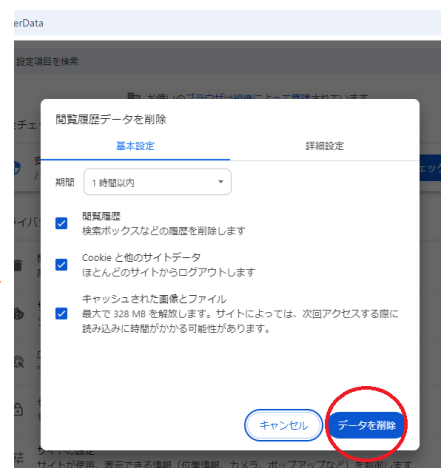 erData
設定項目を検索
お使いのブラウザは組織によって管理されています
閲覧履歴データを削除
基本設定
詳細設定
期間
1 時間以内
閲覧履歴
検索ボックスなどの履歴を削除します
Cookie と他のサイトデータ
ほとんどのサイトからログアウトします
キャッシュされた画像とファイル
最大で 328 MB を解放します。サイトによっては、次回アクセスする際に
読み込みに時間がかかる可能性があります。
キャンセル
データを削除
サイトの設定
サイトが使用、表示できる情報（位置情報、カメラ、ポップアップなど）を制御します